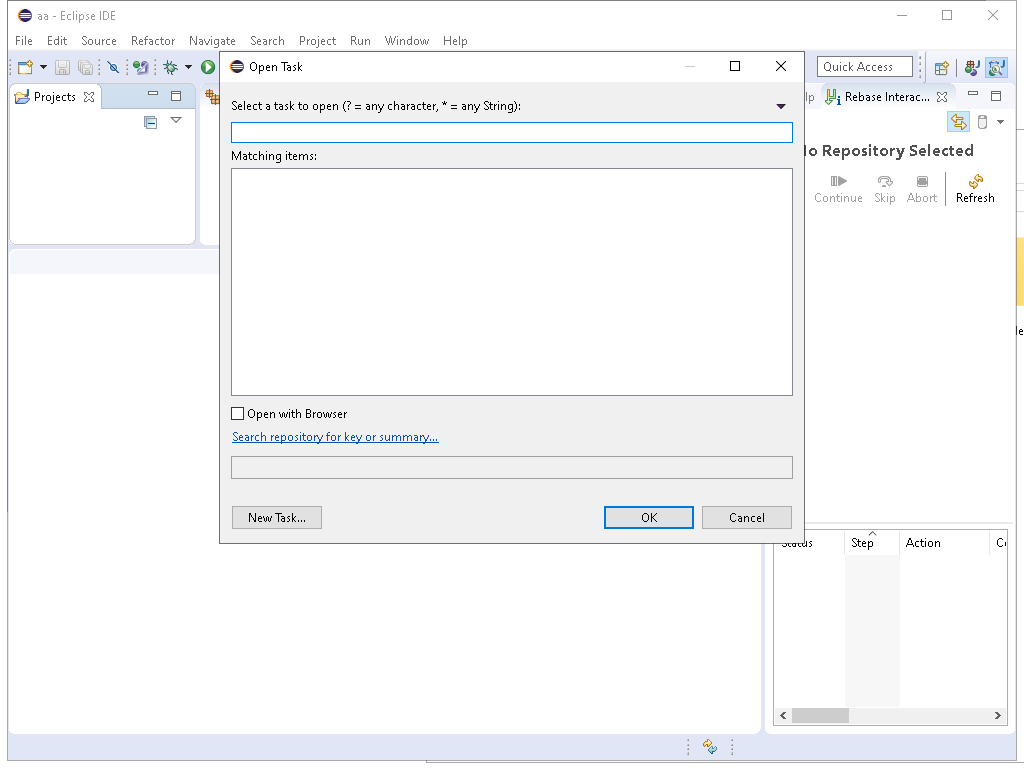 aa - Eclipse IDE
File Edit Source Refactor Navigate Search Project Run Window Help
Open Task
Quick Access
Projects
Rebase Interac...
Select a task to open (? = any character, * = any String):
Matching items:
Repository Selected
Continue Skip Abort Refresh
Open with Browser
Search repository for key or summary...
New Task... OK Cancel
Status Step Action